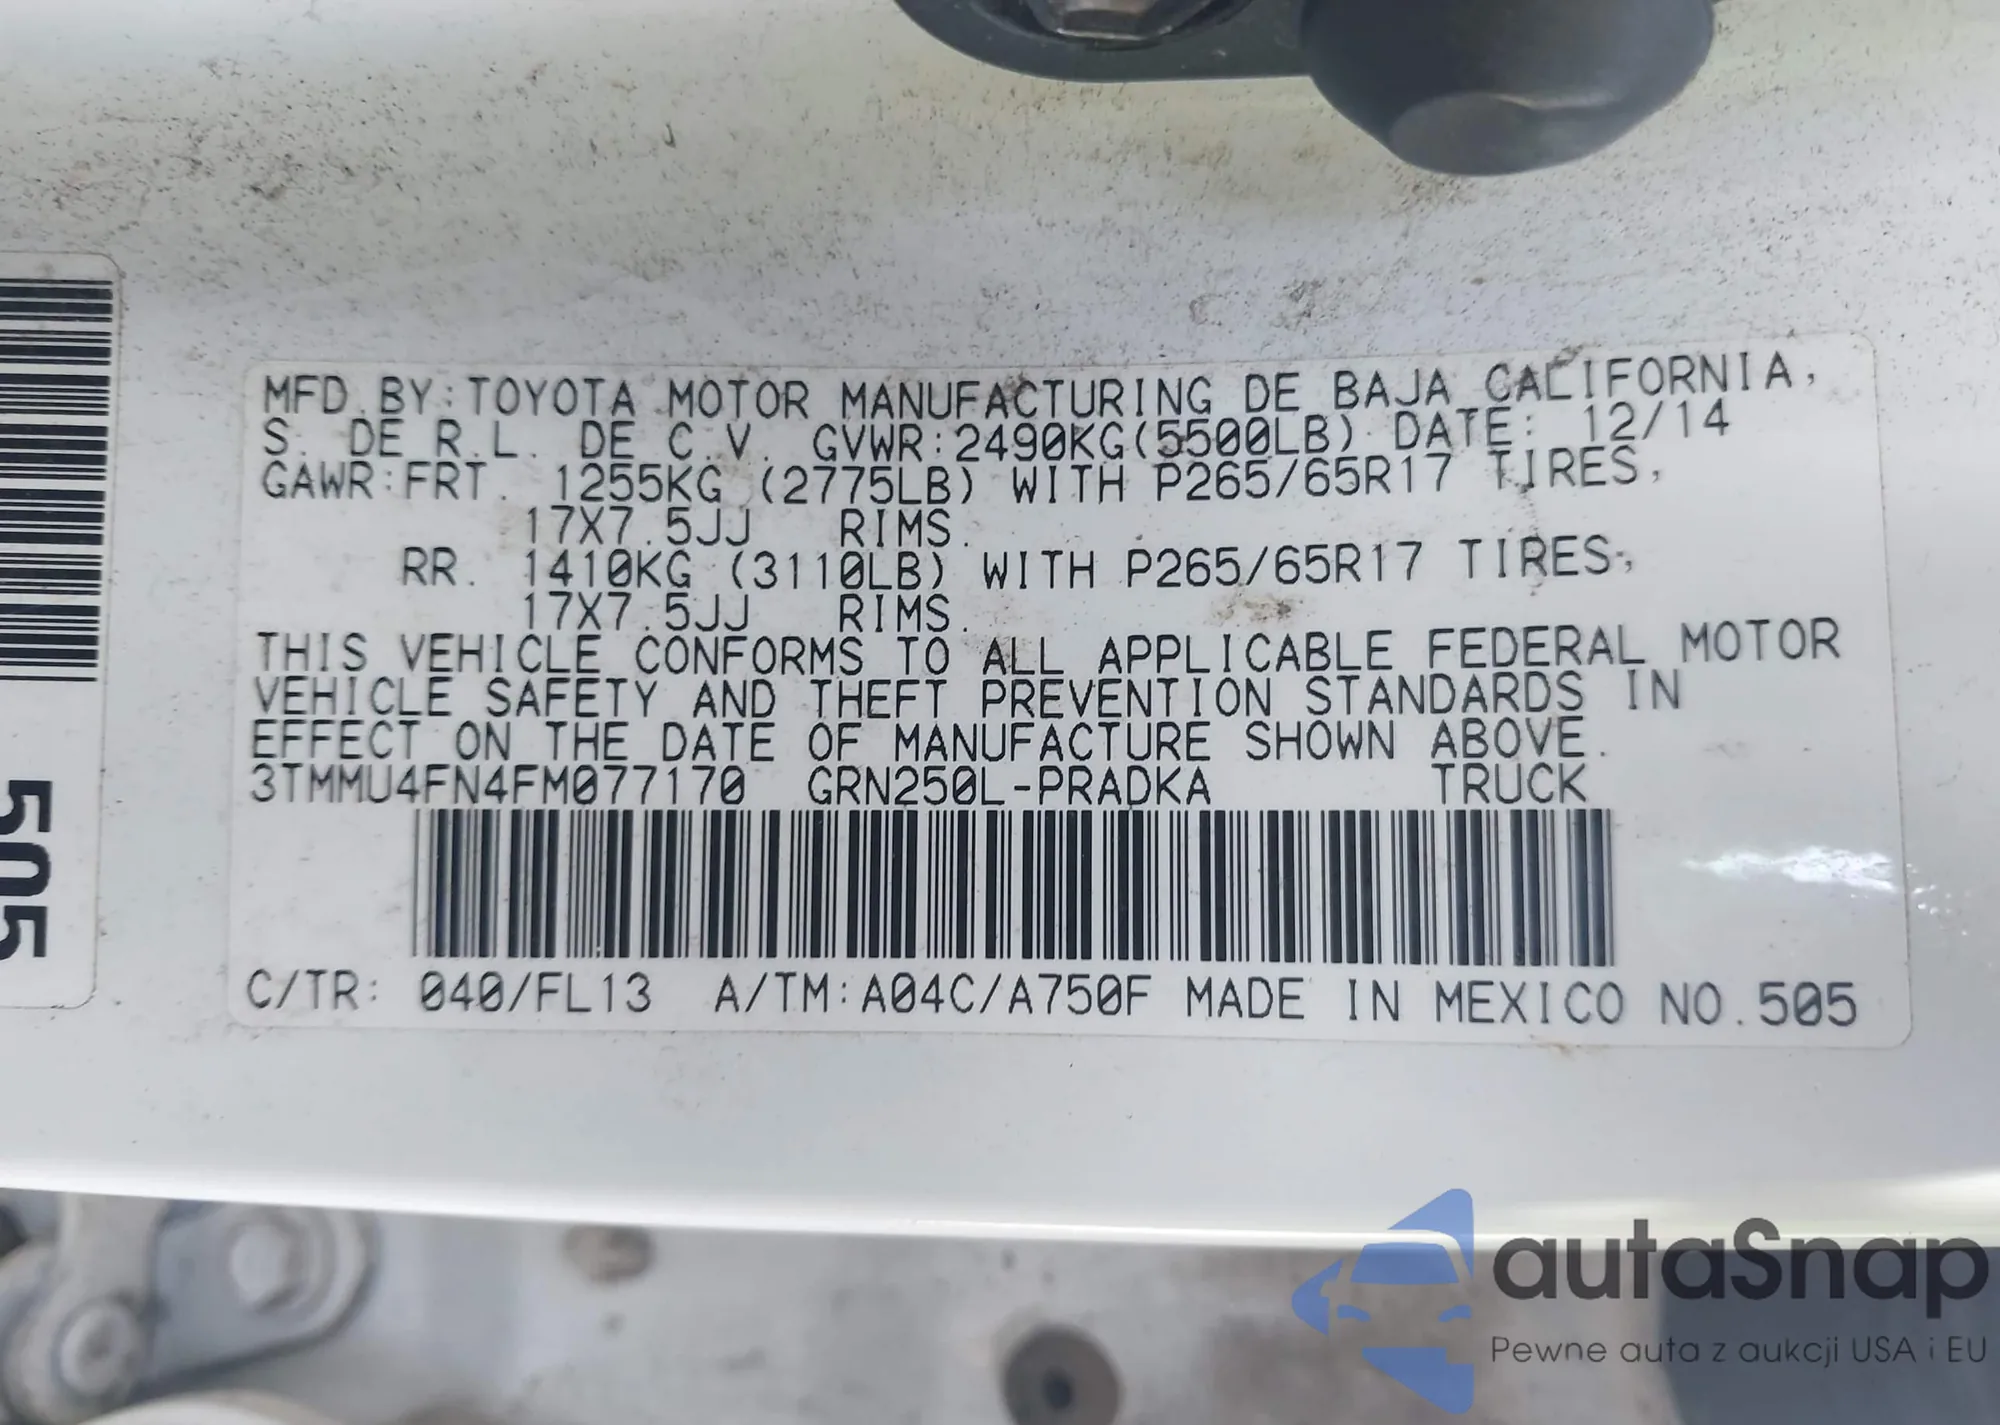 MFD.BY:TOYOTA MOTOR MANUFACTURING DE BAJA CALIFORNIA,
S. DE R.L. DE C.V. GVWR:2490KG(5500LB) DATE: 12/14
GAWR:FRT. 1255KG (2775LB) WITH P265/65R17 TIRES,
17X7.5JJ RIMS.
RR. 1410KG (3110LB) WITH P265/65R17 TIRES,
17X7.5JJ RIMS.
THIS VEHICLE CONFORMS TO ALL APPLICABLE FEDERAL MOTOR
VEHICLE SAFETY AND THEFT PREVENTION STANDARDS IN
EFFECT ON THE DATE OF MANUFACTURE SHOWN ABOVE.
3TMMU4FN4FM077170 GRN250L-PRADKA TRUCK
C/TR: 040/FL13 A/TM:A04C/A750F MADE IN MEXICO NO.505
505
autaSnap
Pewne auta z aukcji USA i EU